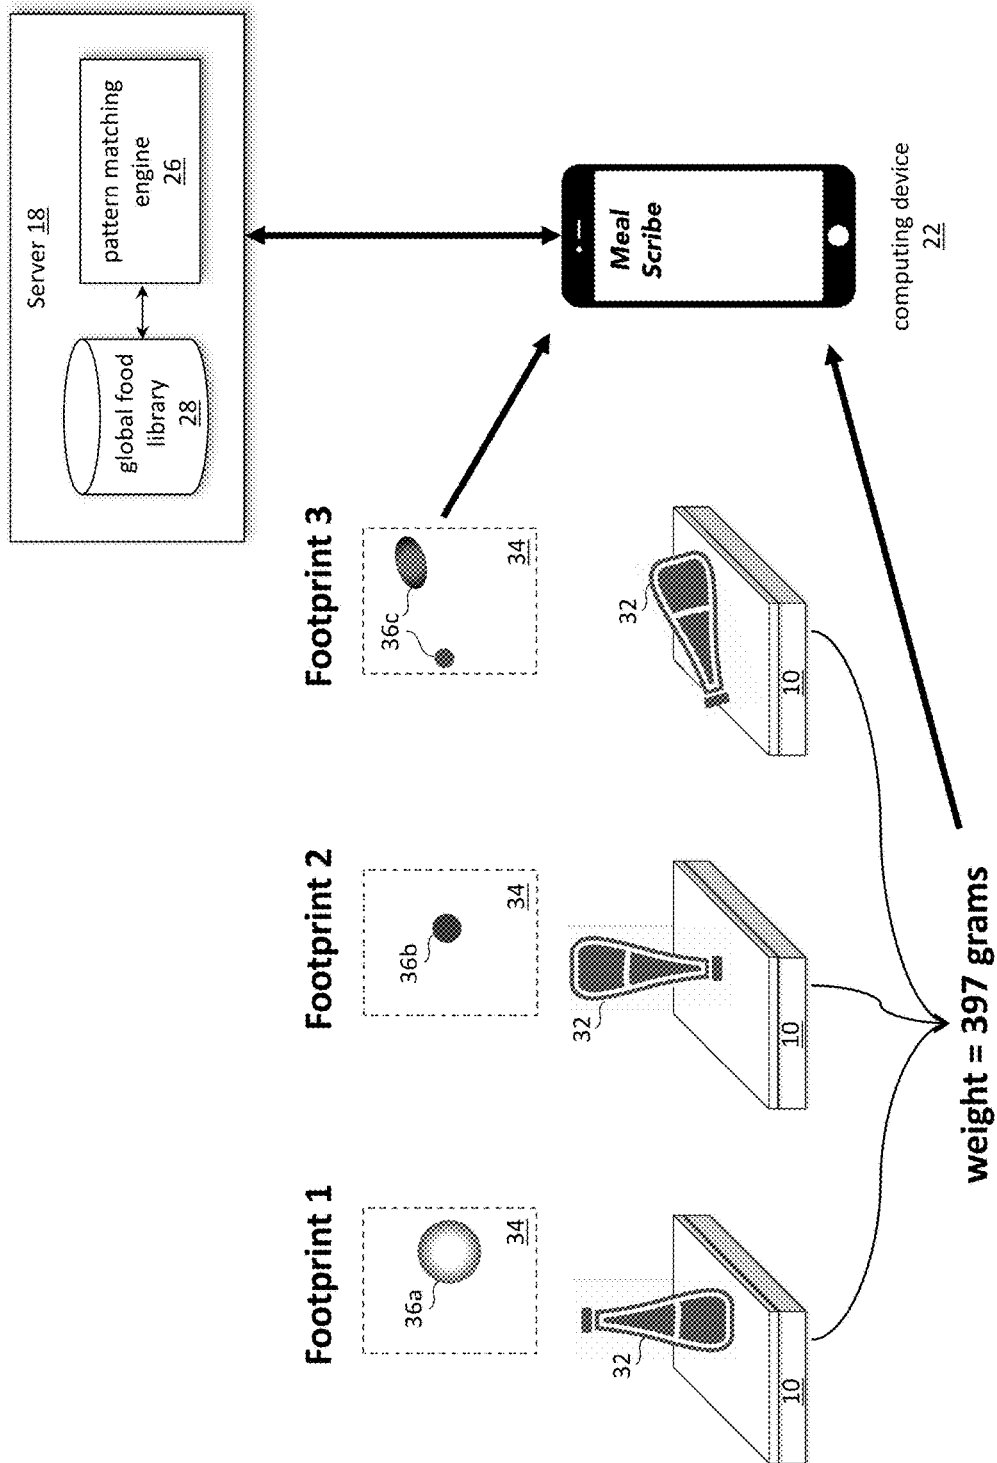 Server 18
pattern matching
engine
26
global food
library
28
Footprint 1
Footprint 2
Footprint 3
36a
34
36b
34
36c
34
32
10
32
10
32
10
Meal
Scribe
computing device
22
weight = 397 grams